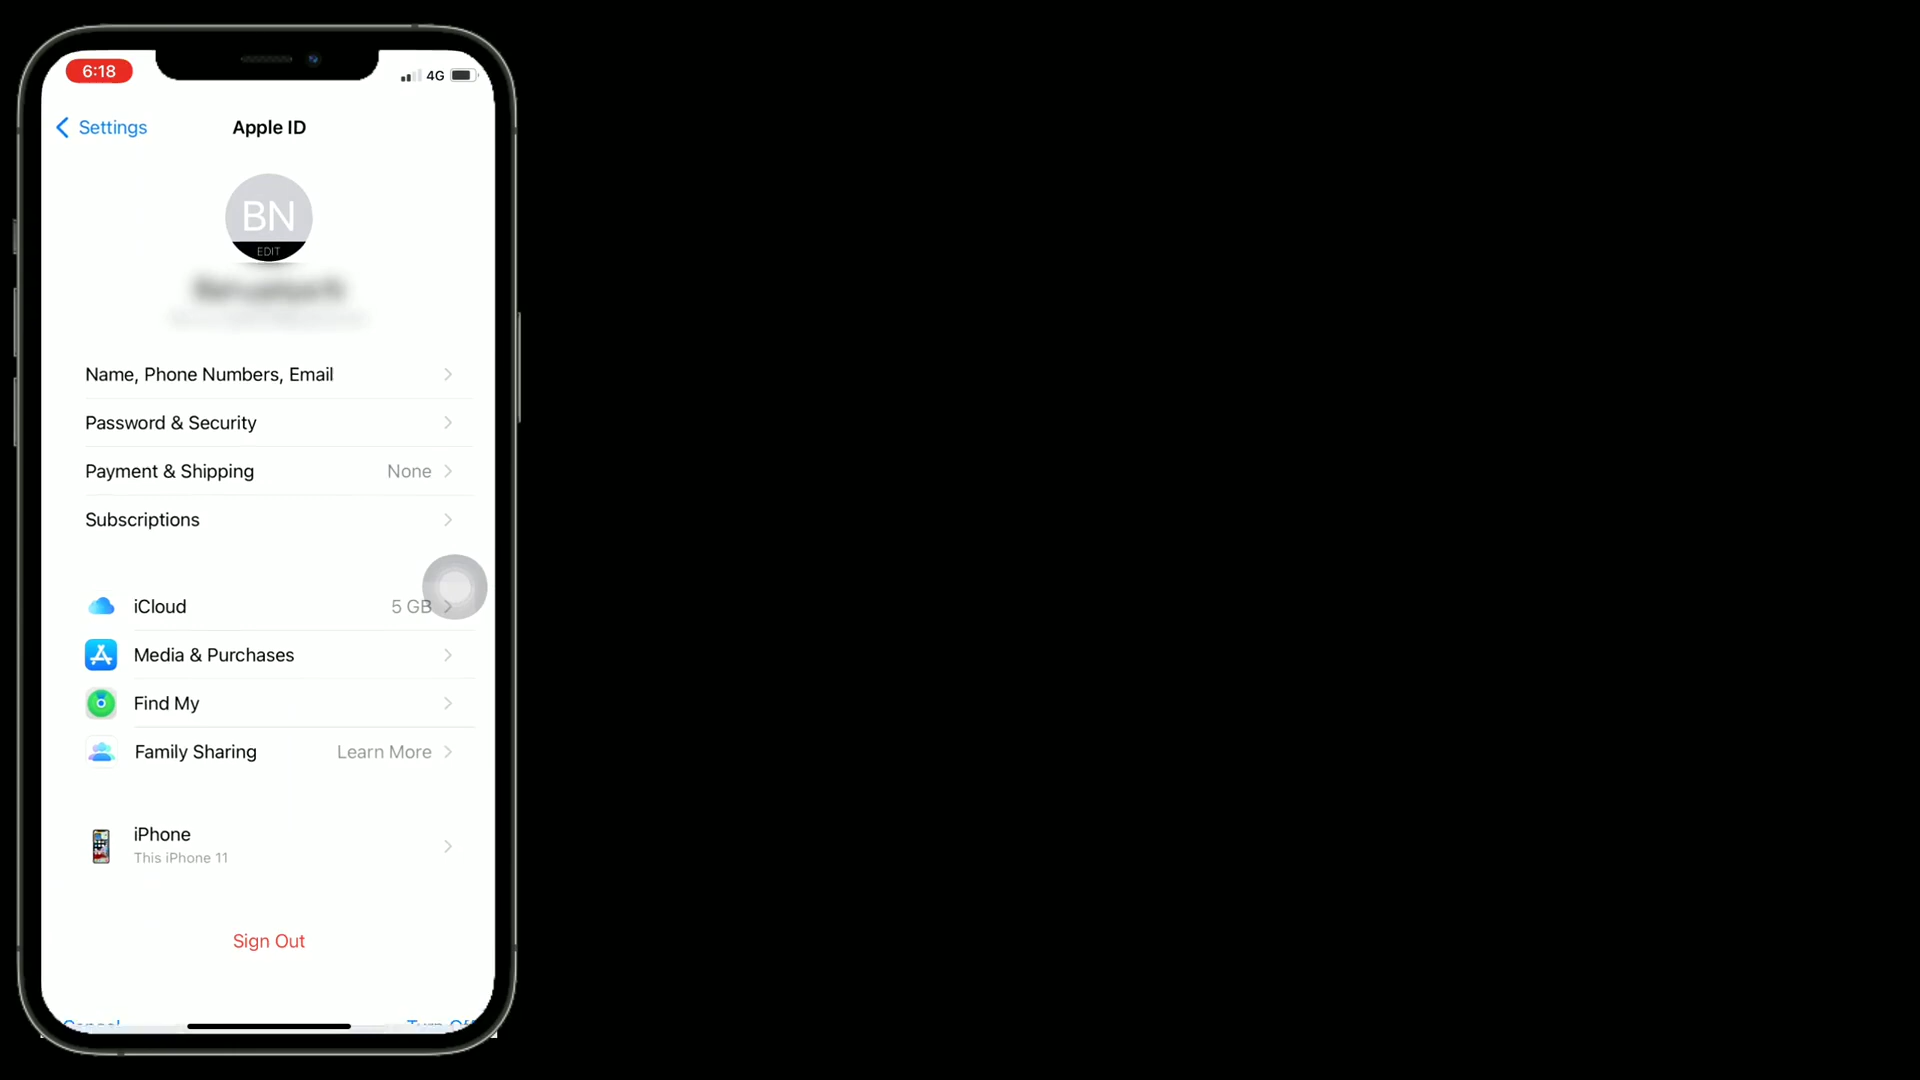 6:18
4G
Settings
Apple ID
BN
EDIT
Name, Phone Numbers, Email
Password & Security
Payment & Shipping None
Subscriptions
iCloud 5 GB
Media & Purchases
Find My
Family Sharing Learn More
iPhone
This iPhone 11
Sign Out